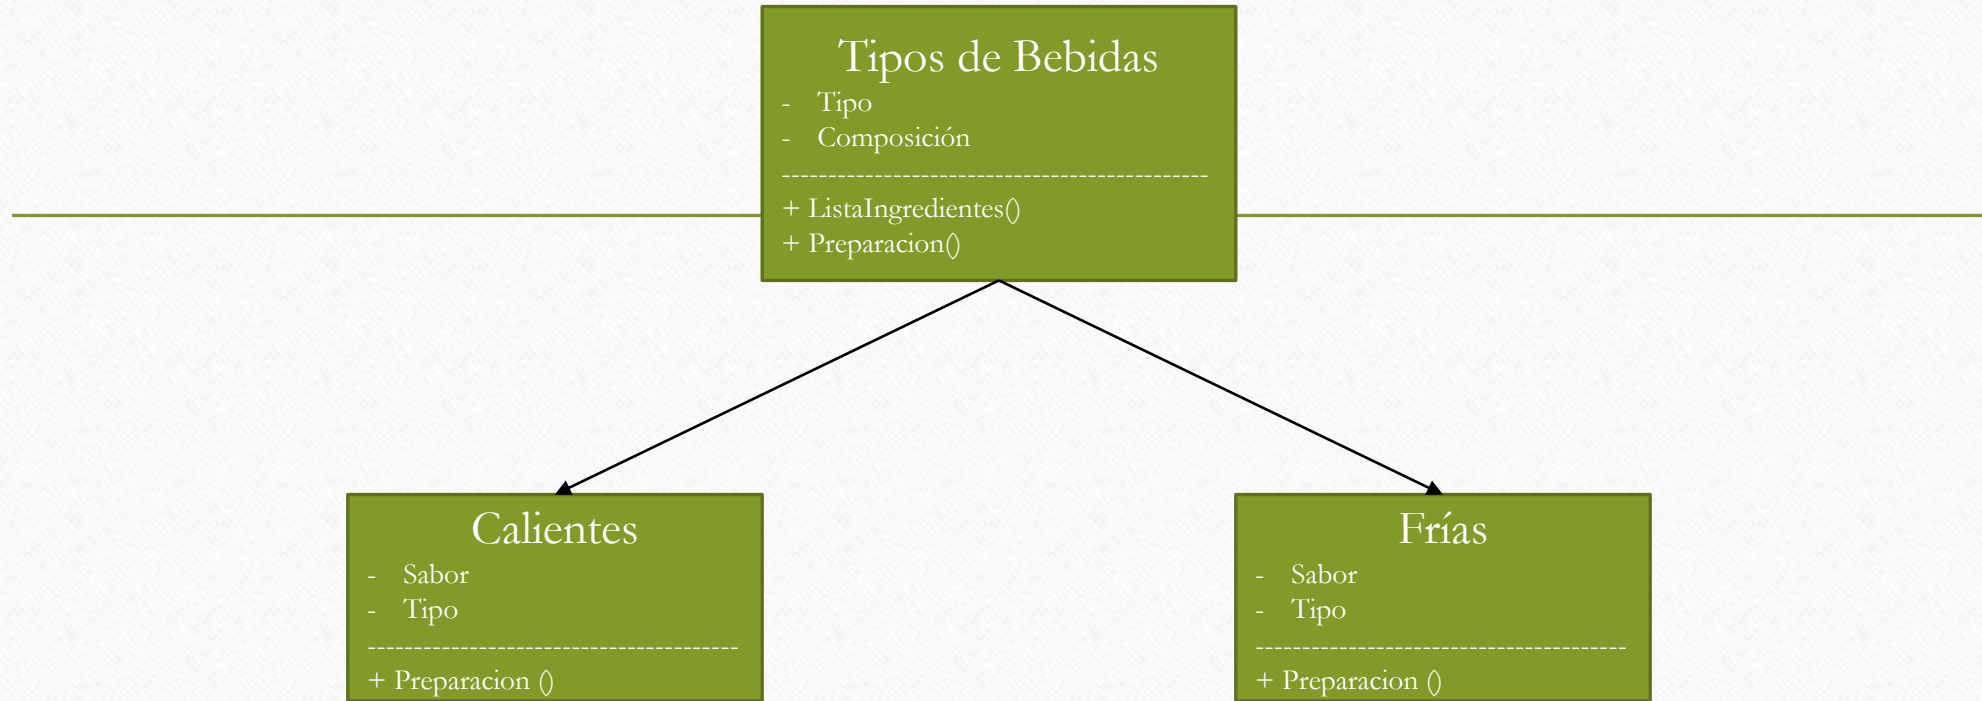 Tipos de Bebidas
- Tipo
- Composición
----------------------------------------------
+ ListaIngredientes()
+ Preparacion()
Calientes
- Sabor
- Tipo
----------------------------------------
+ Preparacion ()
Frías
- Sabor
- Tipo
----------------------------------------
+ Preparacion ()